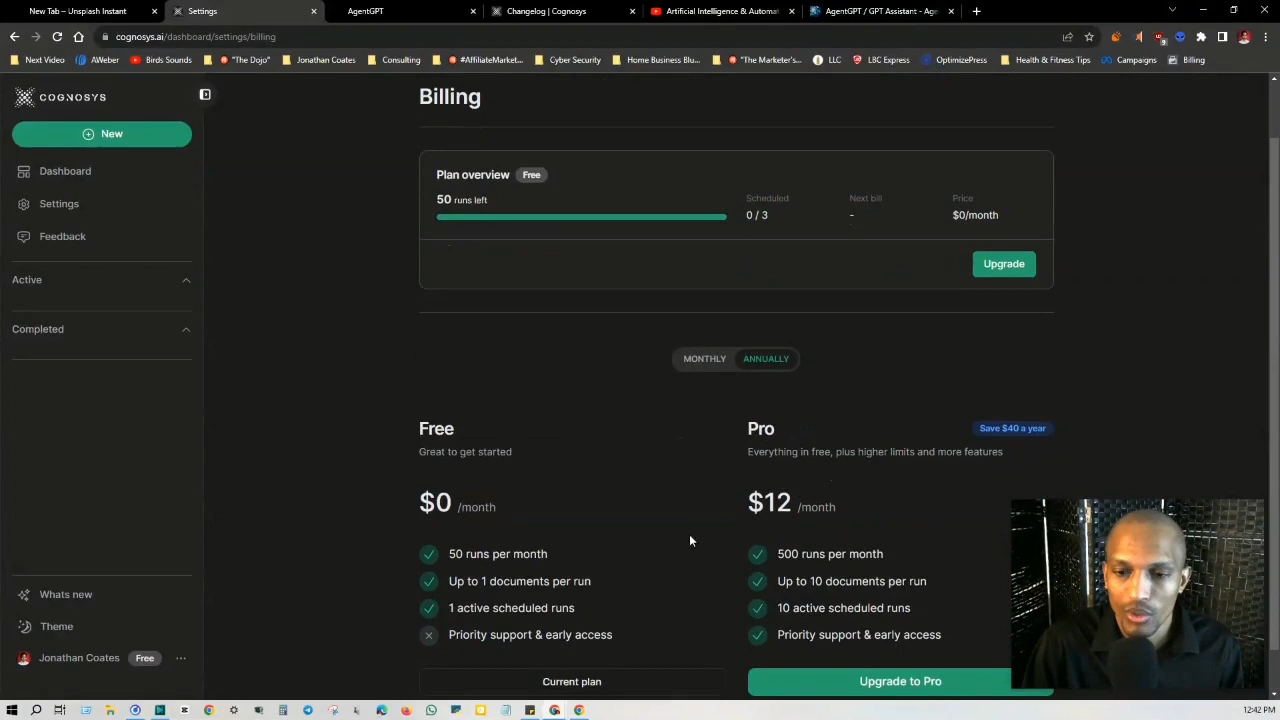 New Tab – Unsplash Instant
Settings
AgentGPT
Changelog | Cognosys
Artificial Intelligence & Automat
AgentGPT / GPT Assistant - Age
cognosys.ai/dashboard/settings/billing
Next Video
AWeber
Birds Sounds
"The Dojo"
Jonathan Coates
Consulting
#AffiliateMarket...
Cyber Security
Home Business Blu...
"The Marketer's...
LLC
LBC Express
OptimizePress
Health & Fitness Tips
Campaigns
Billing
COGNOSYS
New
Dashboard
Settings
Feedback
Active
Completed
Whats new
Theme
Jonathan Coates Free
Billing
Plan overview Free
50 runs left
Scheduled
0 / 3
Next bill
-
Price
$0/month
Upgrade
MONTHLY ANNUALLY
Free
Great to get started
$0 /month
50 runs per month
Up to 1 documents per run
1 active scheduled runs
Priority support & early access
Current plan
Pro
Save $40 a year
Everything in free, plus higher limits and more features
$12 /month
500 runs per month
Up to 10 documents per run
10 active scheduled runs
Priority support & early access
Upgrade to Pro
12:42 PM